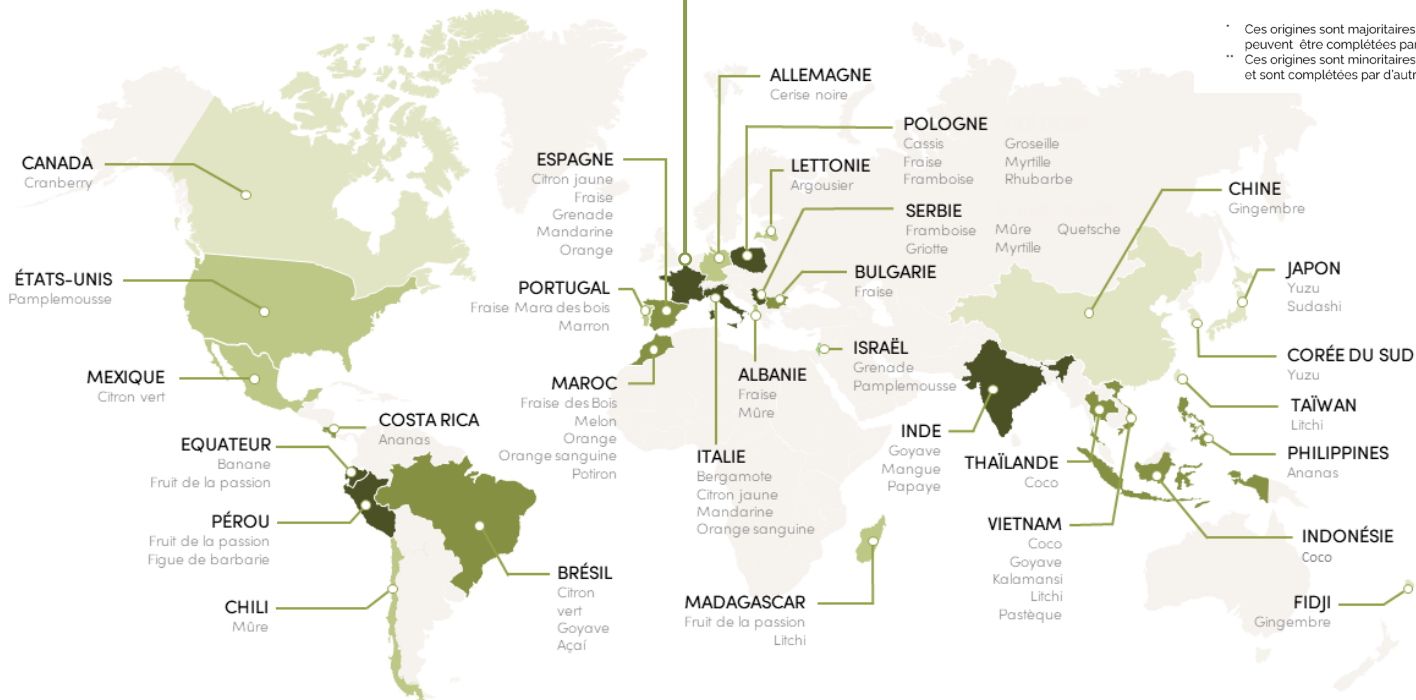 * Ces origines sont majoritaires
peuvent être complétées par
** Ces origines sont minoritaires
et sont complétées par
ALLEMAGNE
Cerise noire
POLOGNE
Cassis Groseille
Fraise Myrtille
Framboise Rhubarbe
ESPAGNE
Citron jaune
Fraise
Grenade
Mandarine
Orange
LETTONIE
Argousier
CANADA
Cranberry
CHINE
Gingembre
SERBIE
Framboise Mûre Quetsche
Griotte Myrtille
ÉTATS-UNIS
Pamplemousse
PORTUGAL
Fraise Mara des bois
Marron
BULGARIE
Fraise
JAPON
Yuzu
Sudashi
ISRAËL
Grenade
Pamplemousse
CORÉE DU SUD
Yuzu
MEXIQUE
Citron vert
MAROC
Fraise des Bois
Melon
Orange
Orange sanguine
Potiron
ALBANIE
Fraise
Mûre
TAÏWAN
Litchi
COSTA RICA
Ananas
EQUATEUR
Banane
Fruit de la passion
ITALIE
Bergamote
Citron jaune
Mandarine
Orange sanguine
INDE
Goyave
Mangue
Papaye
THAÏLANDE
Coco
PHILIPPINES
Ananas
PÉROU
Fruit de la passion
Figue de barbarie
VIETNAM
Coco
Goyave
Kalamansi
Litchi
Pastèque
INDONÉSIE
Coco
BRÉSIL
Citron
vert
Goyave
Açaí
CHILI
Mûre
MADAGASCAR
Fruit de la passion
Litchi
FIDJI
Gingembre